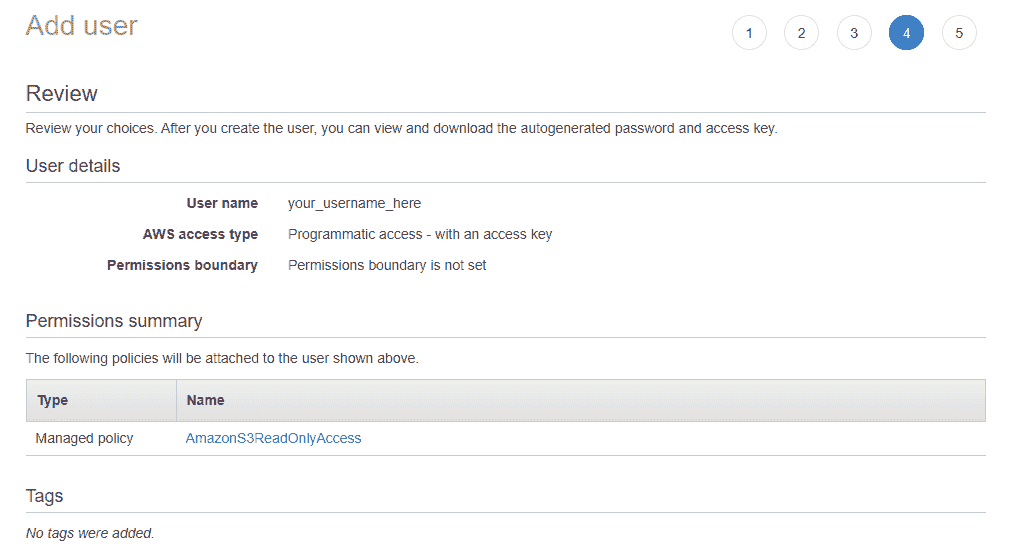 Add user
1 2 3 4 5
Review
Review your choices. After you create the user, you can view and download the autogenerated password and access key.
User details
User name your_username_here
AWS access type Programmatic access - with an access key
Permissions boundary Permissions boundary is not set
Permissions summary
The following policies will be attached to the user shown above.
Type Name
Managed policy AmazonS3ReadOnlyAccess
Tags
No tags were added.